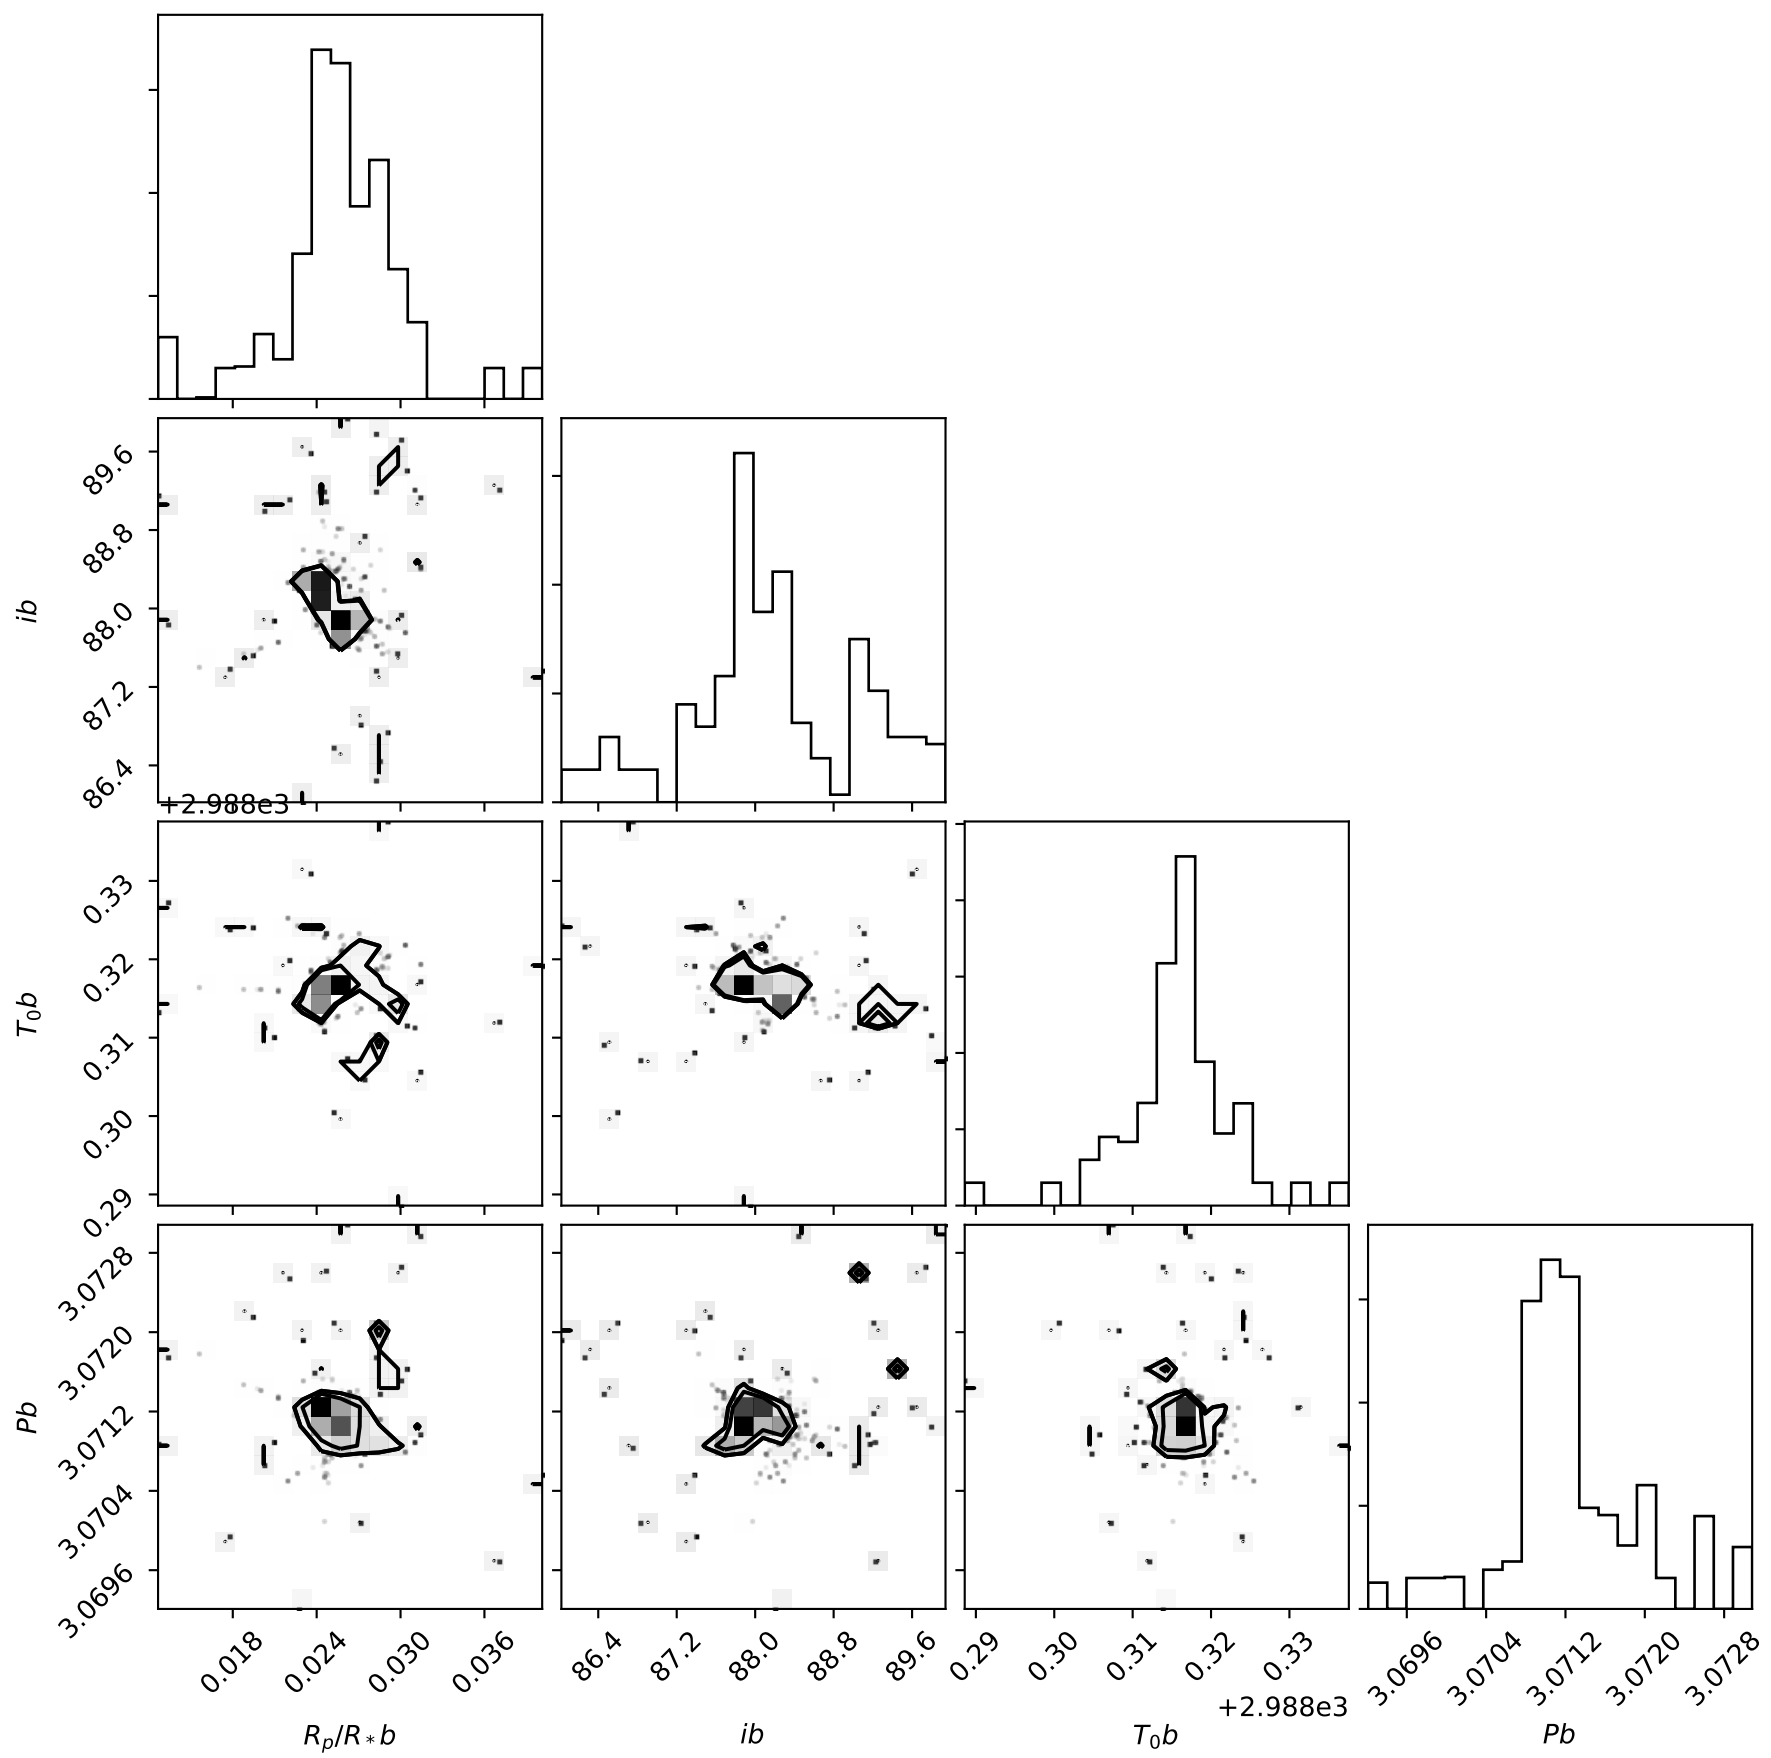 89.6
88.8
88.0
87.2
86.4
ib
+2.988e3
0.33
0.32
0.31
0.30
0.29
T₀b
3.0728
3.0720
3.0712
3.0704
3.0696
Pb
0.018 0.024 0.030 0.036
86.4 87.2 88.0 88.8 89.6
0.29 0.30 0.31 0.32 0.33
3.0696 3.0704 3.0712 3.0720 3.0728
+2.988e3
Rₚ/R∗b ib T₀b Pb